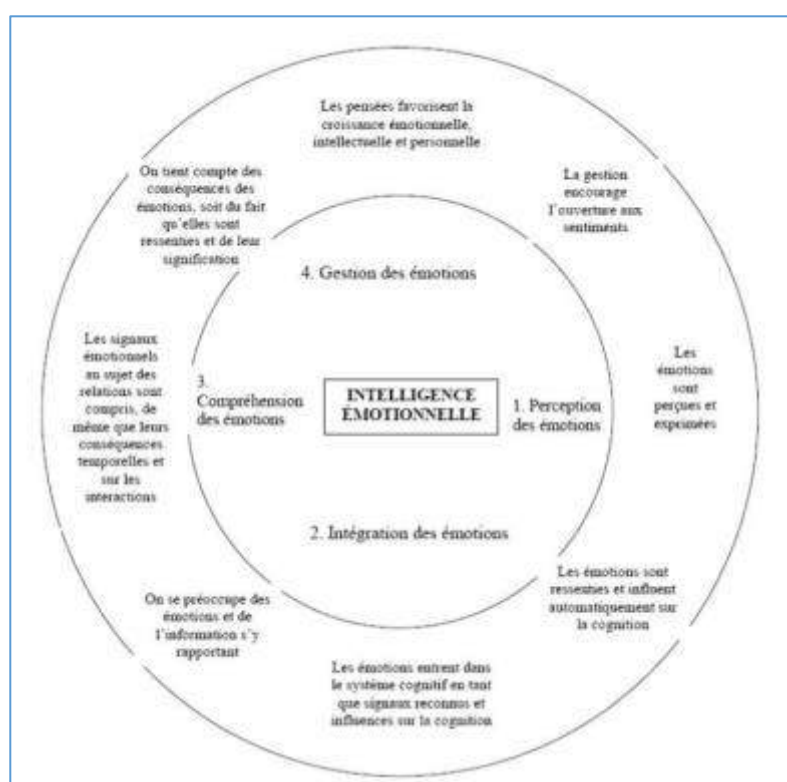 Les pensées favorisent la
croissance émotionnelle,
intellectuelle et personnelle
On tient compte des
conséquences des
émotions, soit du fait
qu'elles sont
ressenties et de leur
signification
La gestion
encourage
l'ouverture aux
sentiments
4. Gestion des émotions
Les signaux
émotionnels
au sujet des
relations sont
compris, de
même que leurs
conséquences
temporelles et
sur les
interactions
3.
Compréhension
des émotions
INTELLIGENCE
ÉMOTIONNELLE
1. Perception
des émotions
Les
émotions
sont
perçues et
exprimées
2. Intégration des émotions
On se préoccupe des
émotions et de
l'information s'y
rapportant
Les émotions sont
ressenties et influent
automatiquement sur
la cognition
Les émotions entrent dans
le système cognitif en tant
que signaux reconnus et
influences sur la cognition